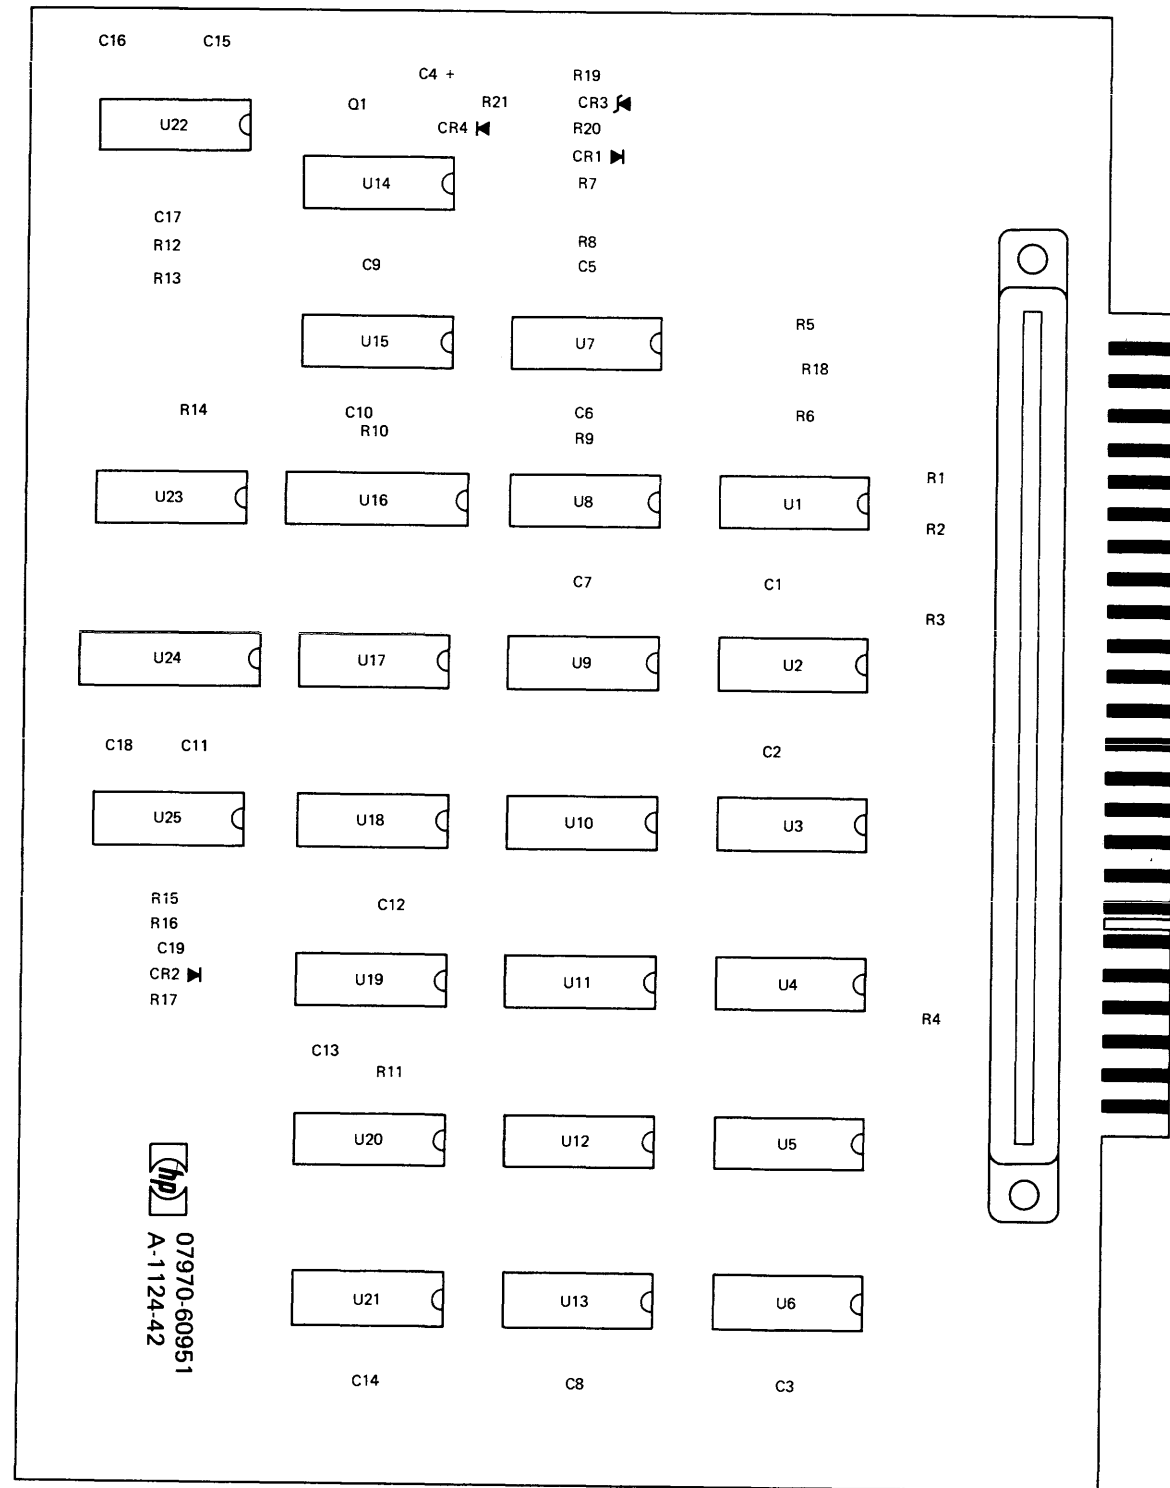 C16 C15
C4 + R19
Q1 R21 CR3
U22 CR4 R20
CR1
U14 R7
C17
R12 R8
C9 C5
R13
R5
U15 U7
R18
R14 C10 C6 R6
R10 R9
R1
U23 U16 U8 U1
R2
C7 C1
R3
U24 U17 U9 U2
C18 C11 C2
U25 U18 U10 U3
R15
C12
R16
C19
CR2 U19 U11 U4
R17
R4
C13
R11
U20 U12 U5
hp
07970-60951
A-1124-42
U21 U13 U6
C14 C8 C3